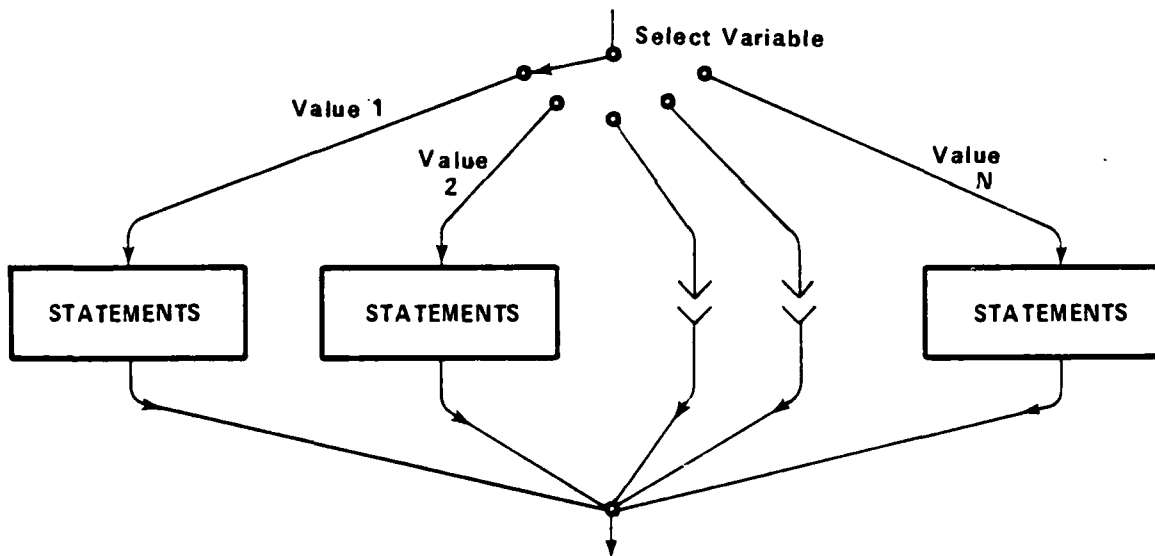 Select Variable
Value 1
Value
2
Value
N
STATEMENTS
STATEMENTS
STATEMENTS